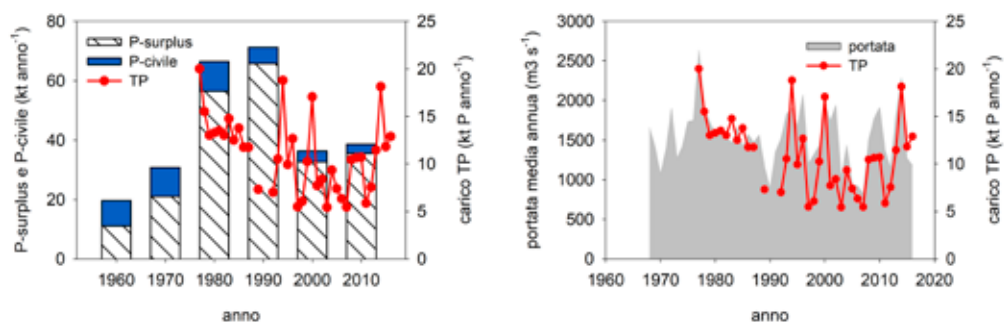 P-surplus e P-civile (kt anno⁻¹)
80
60
40
20
0
P-surplus
P-civile
TP
25
20
15
10
5
0
carico TP (kt P anno⁻¹)
1960 1970 1980 1990 2000 2010
anno
portata media annua (m3 s⁻¹)
3000
2500
2000
1500
1000
500
0
portata
TP
25
20
15
10
5
0
carico TP (kt P anno⁻¹)
1960 1970 1980 1990 2000 2010 2020
anno